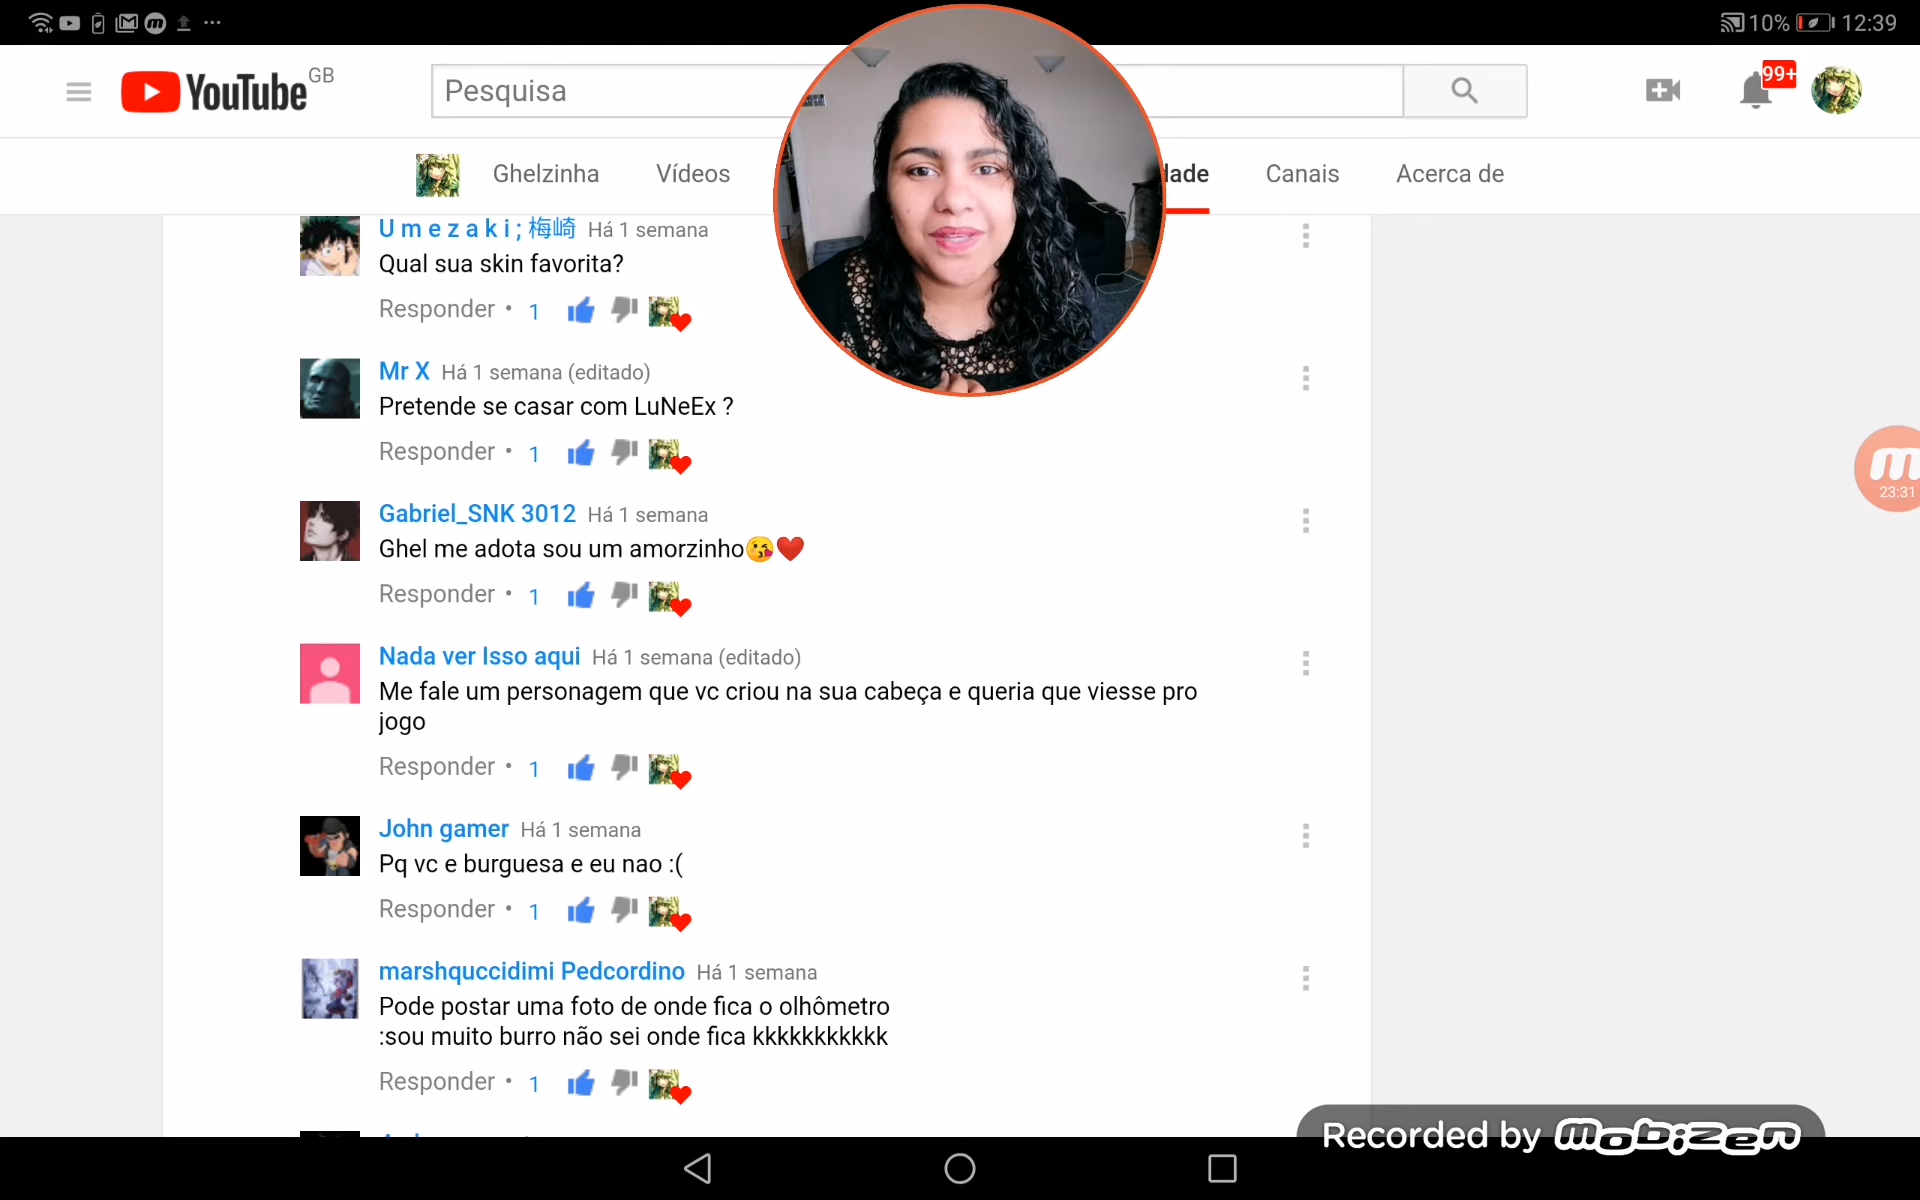 10% 12:39
YouTube GB
Pesquisa
99+
Ghelzinha Vídeos dade Canais Acerca de
U m e z a k i ; 梅崎 Há 1 semana
Qual sua skin favorita?
Responder • 1
Mr X Há 1 semana (editado)
Pretende se casar com LuNeEx ?
Responder • 1
Gabriel_SNK 3012 Há 1 semana
Ghel me adota sou um amorzinho😘❤️
Responder • 1
Nada ver Isso aqui Há 1 semana (editado)
Me fale um personagem que vc criou na sua cabeça e queria que viesse pro
jogo
Responder • 1
John gamer Há 1 semana
Pq vc e burguesa e eu nao :(
Responder • 1
marshquccidimi Pedcordino Há 1 semana
Pode postar uma foto de onde fica o olhômetro
:sou muito burro não sei onde fica kkkkkkkkkkk
Responder • 1
m
23:31
Recorded by mobizen